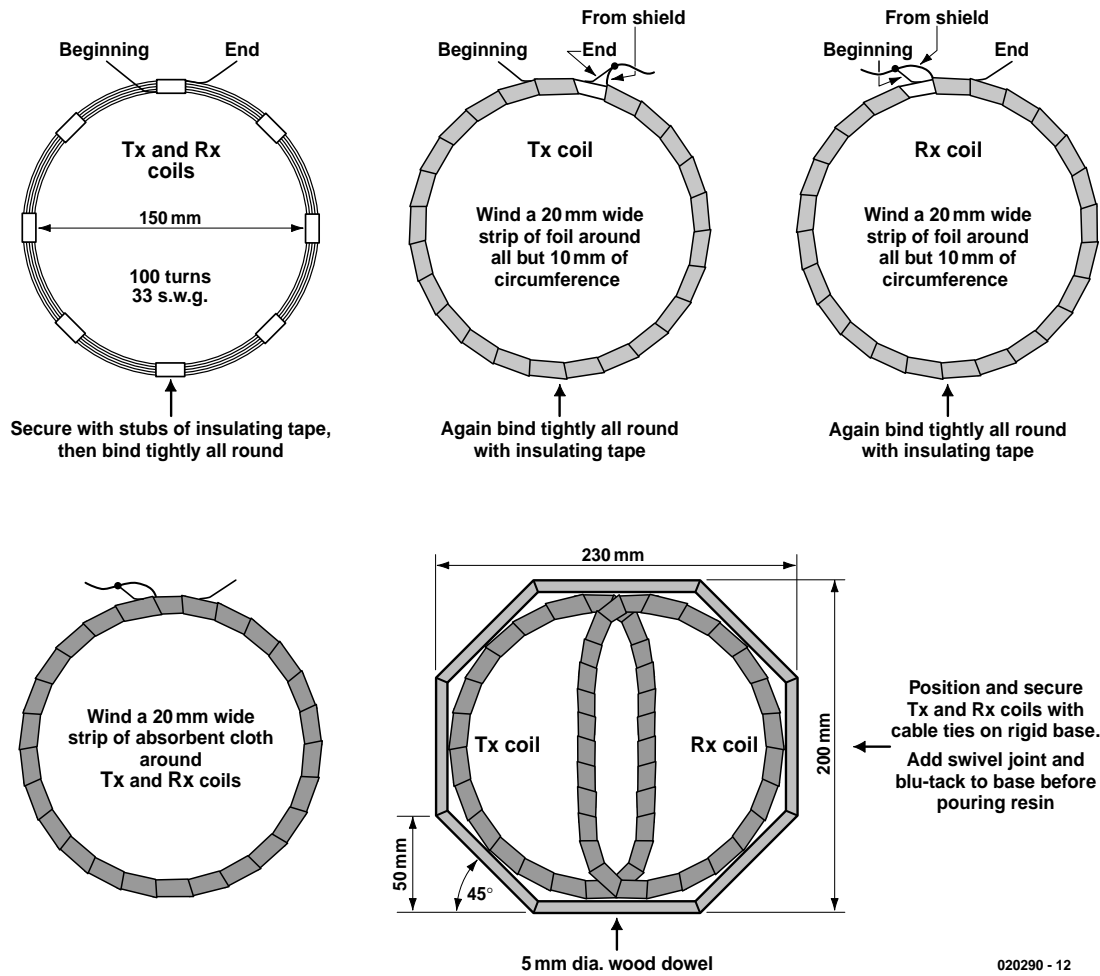 Beginning
End
Tx and Rx
coils
150 mm
100 turns
33 s.w.g.
Secure with stubs of insulating tape,
then bind tightly all round
From shield
Beginning
End
Tx coil
Wind a 20 mm wide
strip of foil around
all but 10 mm of
circumference
Again bind tightly all round
with insulating tape
From shield
Beginning
End
Rx coil
Wind a 20 mm wide
strip of foil around
all but 10 mm of
circumference
Again bind tightly all round
with insulating tape
Wind a 20 mm wide
strip of absorbent cloth
around
Tx and Rx coils
230 mm
Tx coil
Rx coil
200 mm
50 mm
45°
5 mm dia. wood dowel
Position and secure
Tx and Rx coils with
cable ties on rigid base.
Add swivel joint and
blu-tack to base before
pouring resin
020290 - 12